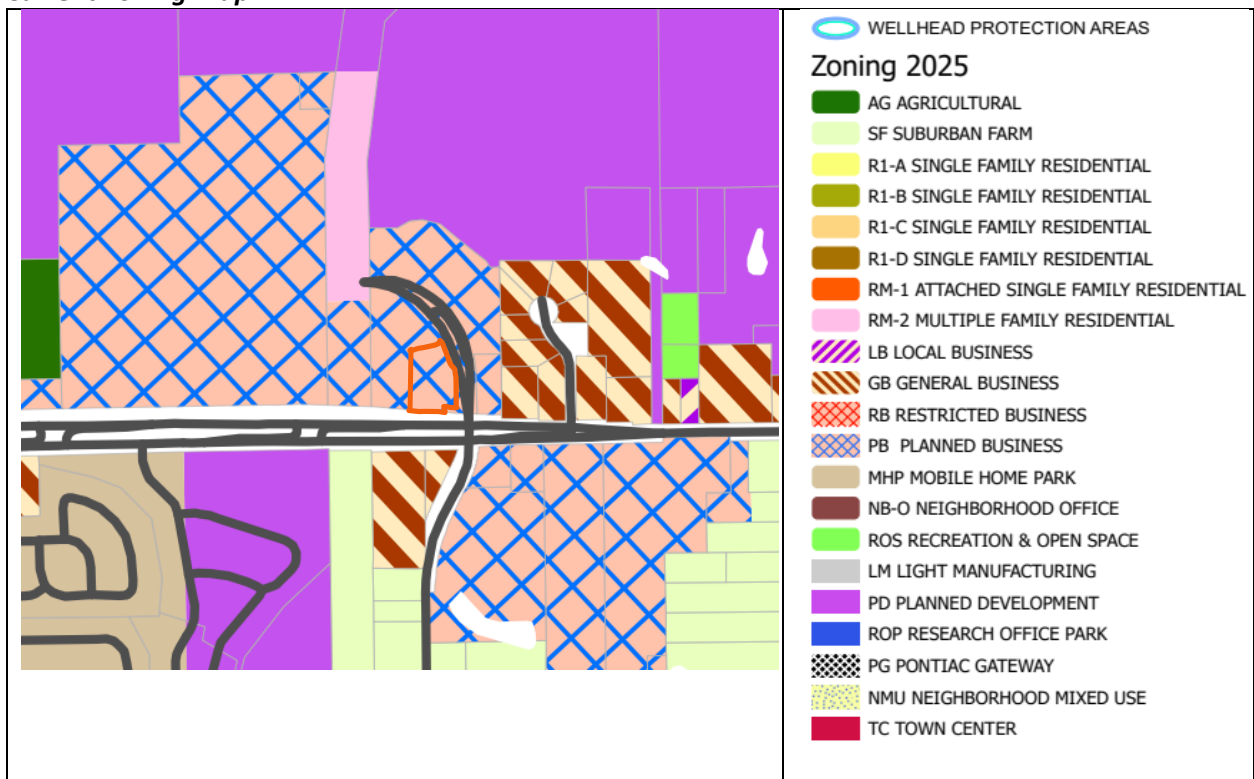 WELLHEAD PROTECTION AREAS
Zoning 2025
AG AGRICULTURAL
SF SUBURBAN FARM
R1-A SINGLE FAMILY RESIDENTIAL
R1-B SINGLE FAMILY RESIDENTIAL
R1-C SINGLE FAMILY RESIDENTIAL
R1-D SINGLE FAMILY RESIDENTIAL
RM-1 ATTACHED SINGLE FAMILY RESIDENTIAL
RM-2 MULTIPLE FAMILY RESIDENTIAL
LB LOCAL BUSINESS
GB GENERAL BUSINESS
RB RESTRICTED BUSINESS
PB PLANNED BUSINESS
MHP MOBILE HOME PARK
NB-O NEIGHBORHOOD OFFICE
ROS RECREATION & OPEN SPACE
LM LIGHT MANUFACTURING
PD PLANNED DEVELOPMENT
ROP RESEARCH OFFICE PARK
PG PONTIAC GATEWAY
NMU NEIGHBORHOOD MIXED USE
TC TOWN CENTER